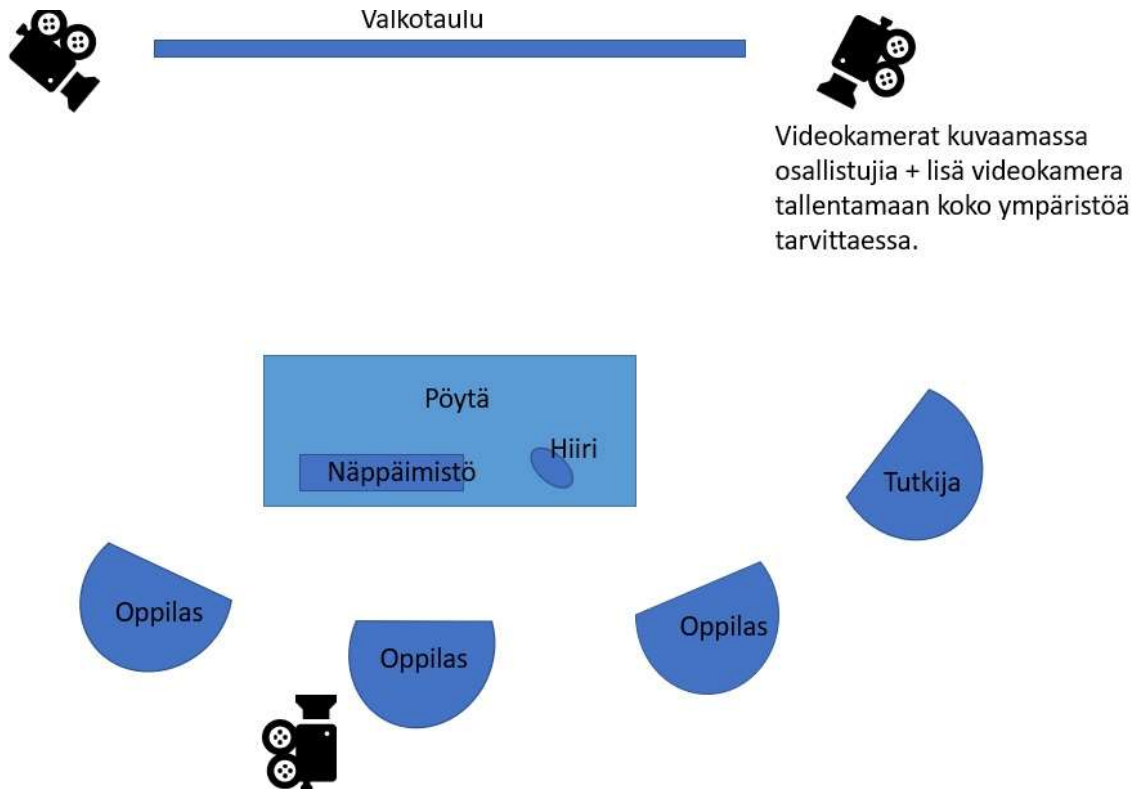 Valkotaulu
Videokamerat kuvaamassa
osallistujia + lisä videokamera
tallentamaan koko ympäristöä
tarvittaessa.
Pöytä
Hiiri
Näppäimistö
Tutkija
Oppilas
Oppilas
Oppilas